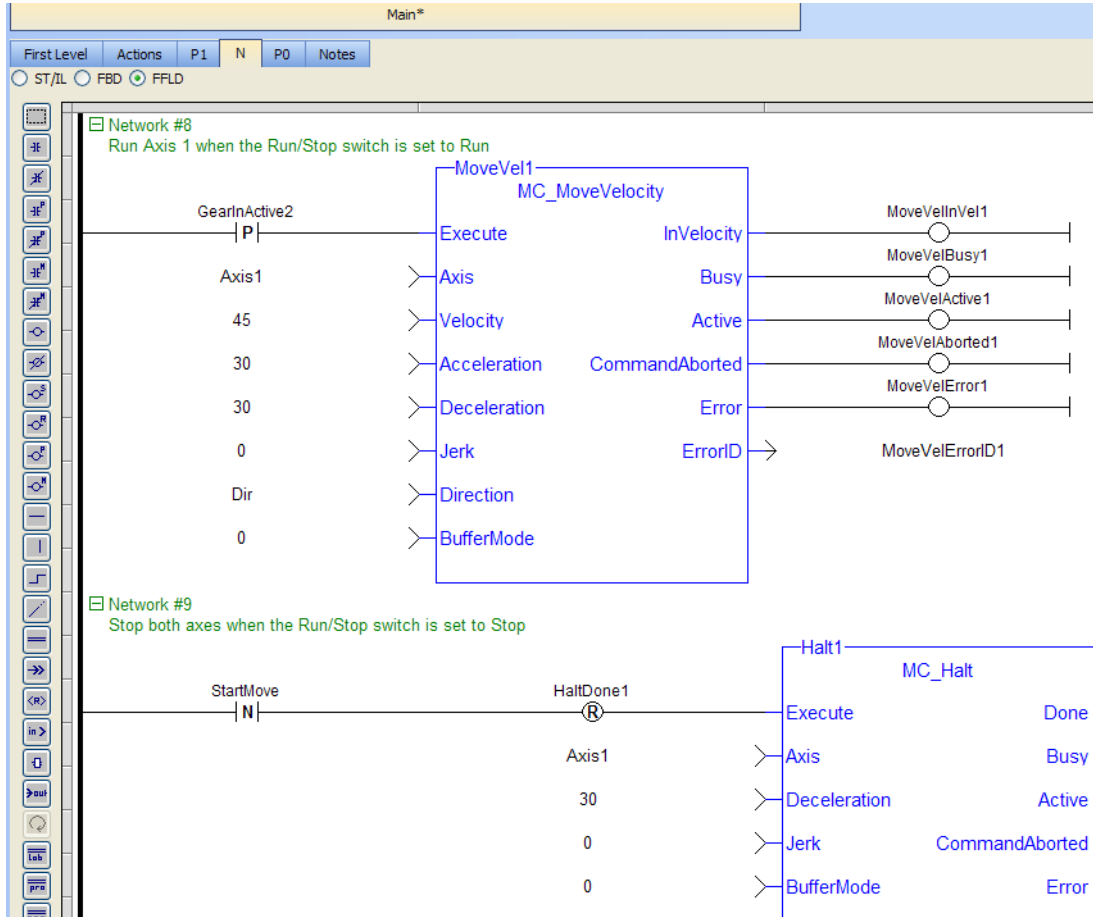 Main*
First Level Actions P1 N P0 Notes
ST/IL FBD FFLD
Network #8
Run Axis 1 when the Run/Stop switch is set to Run
MoveVel1
MC_MoveVelocity
GearInActive2 MoveVelInVel1
P Execute InVelocity
MoveVelBusy1
Axis1 Axis Busy
MoveVelActive1
45 Velocity Active
MoveVelAborted1
30 Acceleration CommandAborted
MoveVelError1
30 Deceleration Error
0 Jerk ErrorID MoveVelErrorID1
Dir Direction
0 BufferMode
Network #9
Stop both axes when the Run/Stop switch is set to Stop
Halt1
MC_Halt
StartMove HaltDone1
N R Execute Done
Axis1 Axis Busy
30 Deceleration Active
0 Jerk CommandAborted
0 BufferMode Error
P
P
N
N
S
R
P
N
<R>
in >
>out
Lab
pro